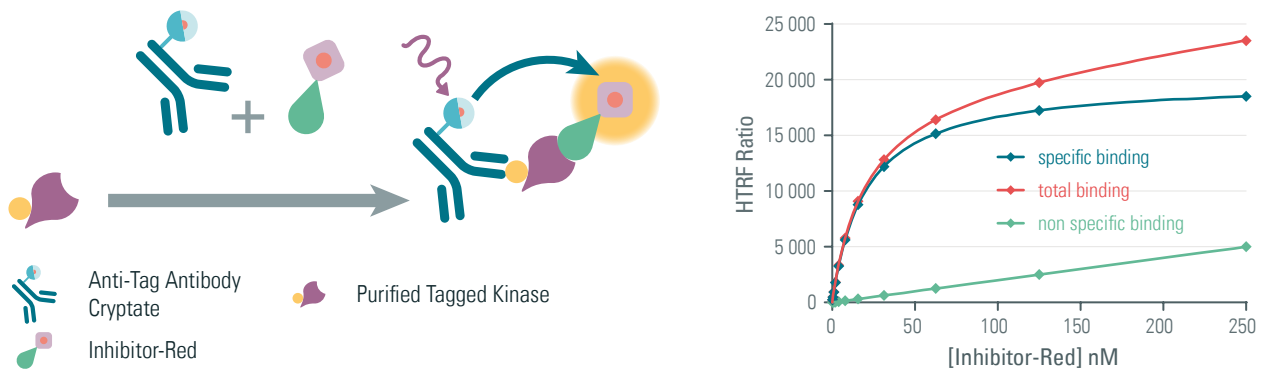 Anti-Tag Antibody
Cryptate
Inhibitor-Red
Purified Tagged Kinase
HTRF Ratio
25 000
20 000
15 000
10 000
5 000
0
specific binding
total binding
non specific binding
0 50 100 150 200 250
[Inhibitor-Red] nM